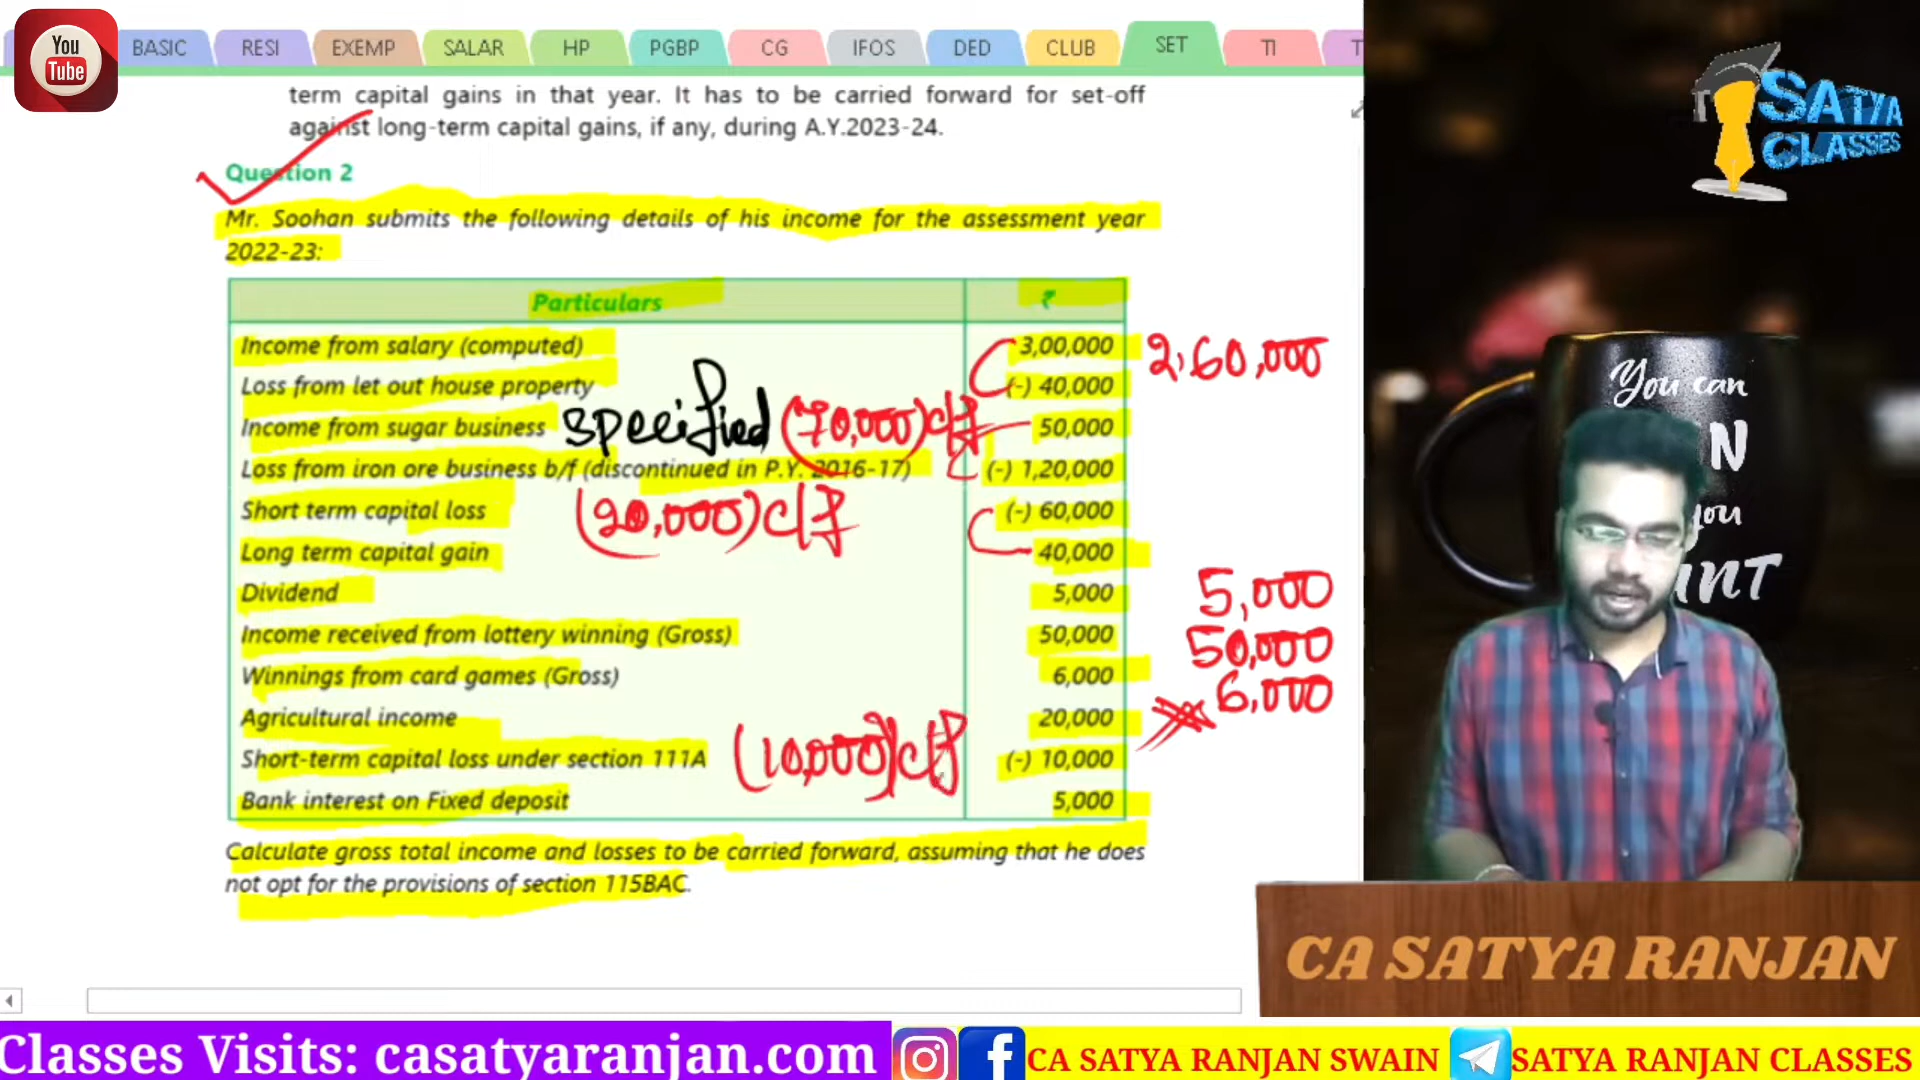 You
Tube
BASIC RESI EXEMP SALAR HP PGBP CG IFOS DED CLUB SET TI T
term capital gains in that year. It has to be carried forward for set-off
against long-term capital gains, if any, during A.Y.2023-24.
Question 2
Mr. Soohan submits the following details of his income for the assessment year
2022-23:
Particulars ₹
Income from salary (computed) 3,00,000 2,60,000
Loss from let out house property (-) 40,000
Income from sugar business specified (70,000) c/f 50,000
Loss from iron ore business b/f (discontinued in P.Y. 2016-17) (-) 1,20,000
Short term capital loss (20,000) c/f (-) 60,000
Long term capital gain 40,000
Dividend 5,000 5,000
Income received from lottery winning (Gross) 50,000 50,000
Winnings from card games (Gross) 6,000 6,000
Agricultural income 20,000
Short-term capital loss under section 111A (10,000) c/f (-) 10,000
Bank interest on Fixed deposit 5,000
Calculate gross total income and losses to be carried forward, assuming that he does
not opt for the provisions of section 115BAC.
SATYA
CLASSES
You can
N
you
CA SATYA RANJAN
Classes Visits: casatyaranjan.com CA SATYA RANJAN SWAIN SATYA RANJAN CLASSES